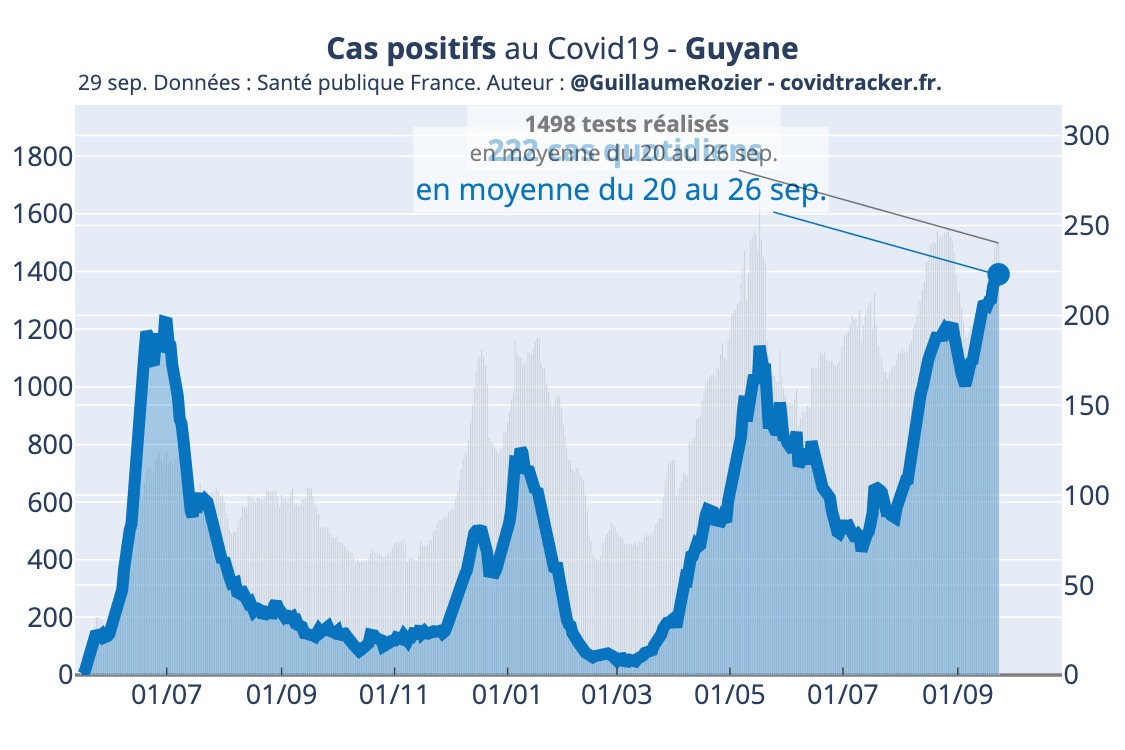 Cas positifs au Covid19 - Guyane
29 sep. Données : Santé publique France. Auteur : @GuillaumeRozier - covidtracker.fr.
1498 tests réalisés
en moyenne du 20 au 26 sep.
222 cas quotidiens
en moyenne du 20 au 26 sep.
1800
1600
1400
1200
1000
800
600
400
200
0
300
250
200
150
100
50
0
01/07 01/09 01/11 01/01 01/03 01/05 01/07 01/09